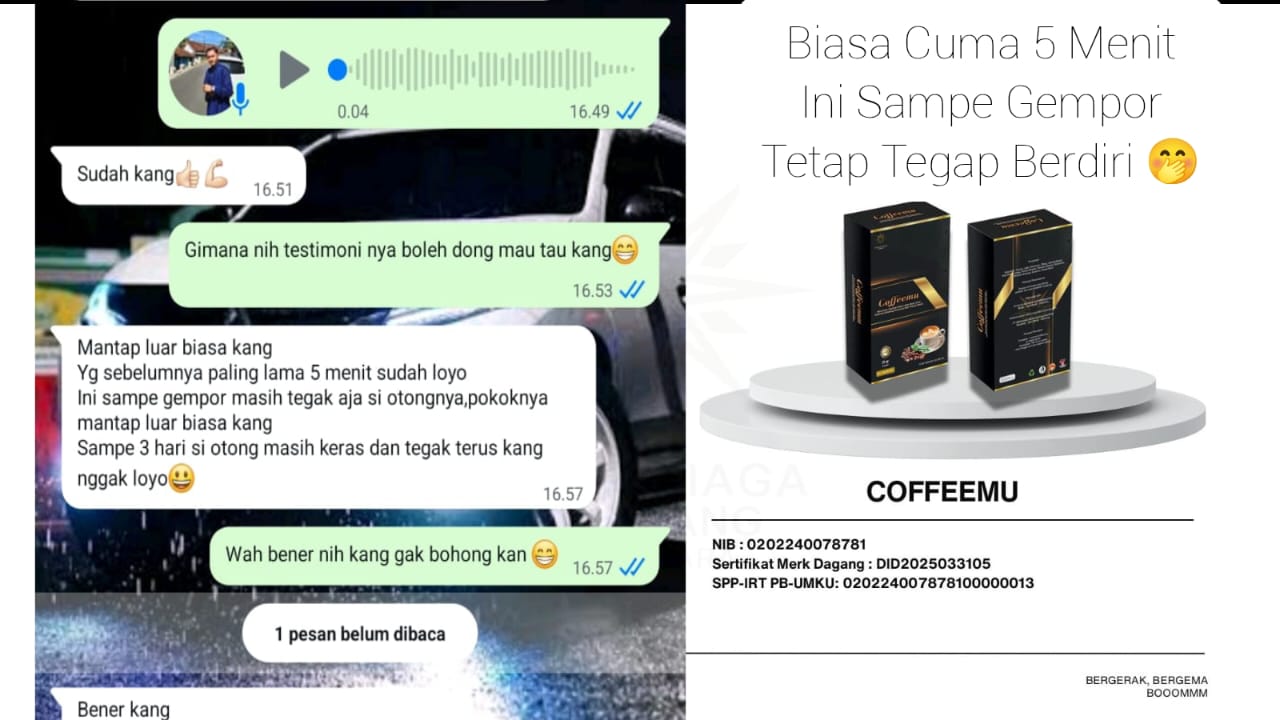 0.04
16.49
Sudah kang👍🏻💪🏻
16.51
Gimana nih testimoni nya boleh dong mau tau kang😁
16.53
Mantap luar biasa kang
Yg sebelumnya paling lama 5 menit sudah loyo
Ini sampe gempor masih tegak aja si otongnya,pokoknya
mantap luar biasa kang
Sampe 3 hari si otong masih keras dan tegak terus kang
nggak loyo😃
16.57
Wah bener nih kang gak bohong kan😁
16.57
1 pesan belum dibaca
Bener kang
Biasa Cuma 5 Menit
Ini Sampe Gempor
Tetap Tegap Berdiri 🤭
Coffeemu
Coffeemu
Coffeemu
Coffeemu
Coffeemu
COFFEEMU
NIB : 0202240078781
Sertifikat Merk Dagang : DID2025033105
SPP-IRT PB-UMKU: 020224007878100000013
BERGERAK, BERGEMA
BOOOMMM